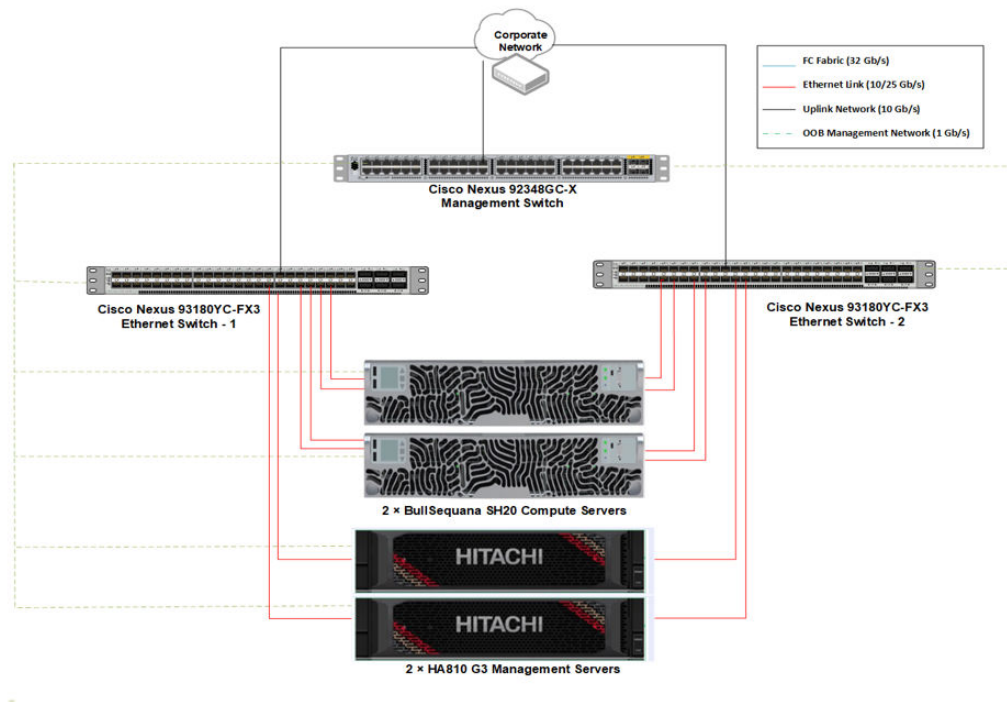 Corporate
Network
FC Fabric (32 Gb/s)
Ethernet Link (10/25 Gb/s)
Uplink Network (10 Gb/s)
OOB Management Network (1 Gb/s)
Cisco Nexus 92348GC-X
Management Switch
Cisco Nexus 93180YC-FX3
Ethernet Switch - 1
Cisco Nexus 93180YC-FX3
Ethernet Switch - 2
2 × BullSequana SH20 Compute Servers
HITACHI
HITACHI
2 × HA810 G3 Management Servers